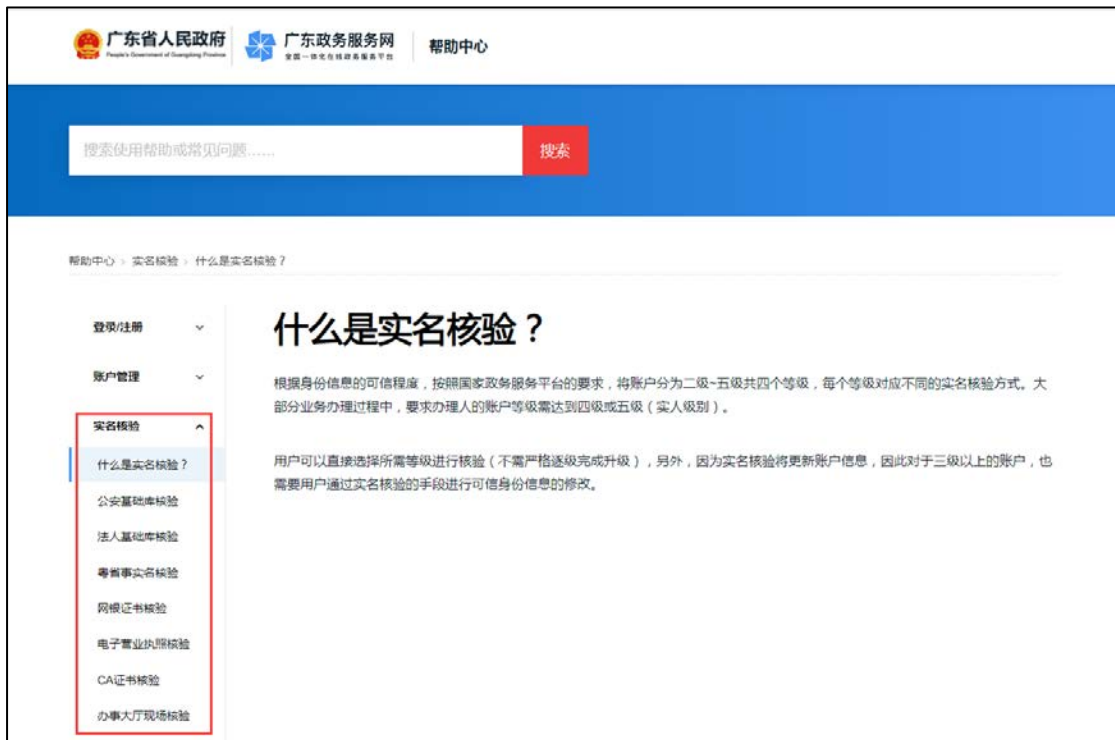 广东省人民政府
People's Government of Guangdong Province
广东政务服务网
全国一体化在线政务服务平台
帮助中心
搜索使用帮助或常见问题......
搜索
帮助中心 > 实名核验 > 什么是实名核验？
登录/注册
账户管理
实名核验
什么是实名核验？
公安基础库核验
法人基础库核验
粤省事实名核验
网银证书核验
电子营业执照核验
CA证书核验
办事大厅现场核验
什么是实名核验？
根据身份信息的可信程度，按照国家政务服务平台的要求，将账户分为二级~五级共四个等级，每个等级对应不同的实名核验方式。大
部分业务办理过程中，要求办理人的账户等级需达到四级或五级（实人级别）。
用户可以直接选择所需等级进行核验（不需严格逐级完成升级），另外，因为实名核验将更新账户信息，因此对于三级以上的账户，也
需要用户通过实名核验的手段进行可信身份信息的修改。